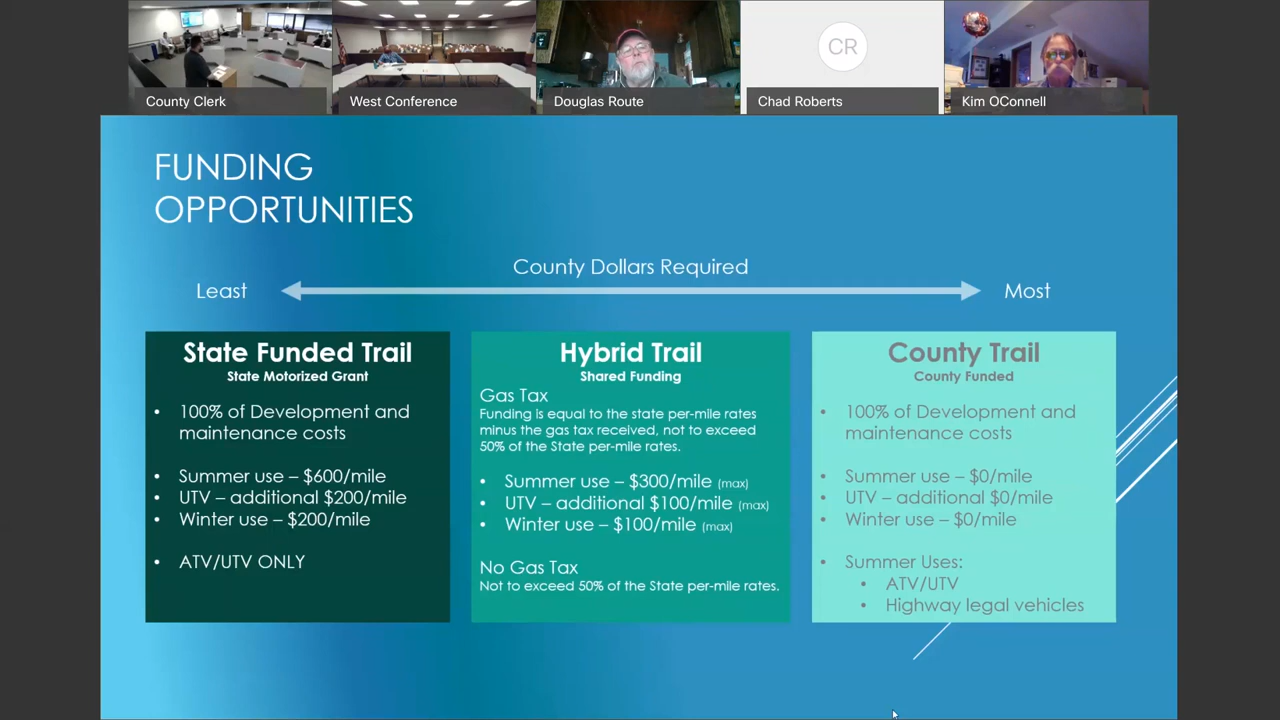 County Clerk
West Conference
Douglas Route
CR
Chad Roberts
Kim OConnell
FUNDING
OPPORTUNITIES
County Dollars Required
Least
Most
State Funded Trail
State Motorized Grant
• 100% of Development and
maintenance costs
• Summer use – $600/mile
• UTV – additional $200/mile
• Winter use – $200/mile
• ATV/UTV ONLY
Hybrid Trail
Shared Funding
Gas Tax
Funding is equal to the state per-mile rates
minus the gas tax received, not to exceed
50% of the State per-mile rates.
• Summer use – $300/mile (max)
• UTV – additional $100/mile (max)
• Winter use – $100/mile (max)
No Gas Tax
Not to exceed 50% of the State per-mile rates.
County Trail
County Funded
• 100% of Development and
maintenance costs
• Summer use – $0/mile
• UTV – additional $0/mile
• Winter use – $0/mile
• Summer Uses:
• ATV/UTV
• Highway legal vehicles